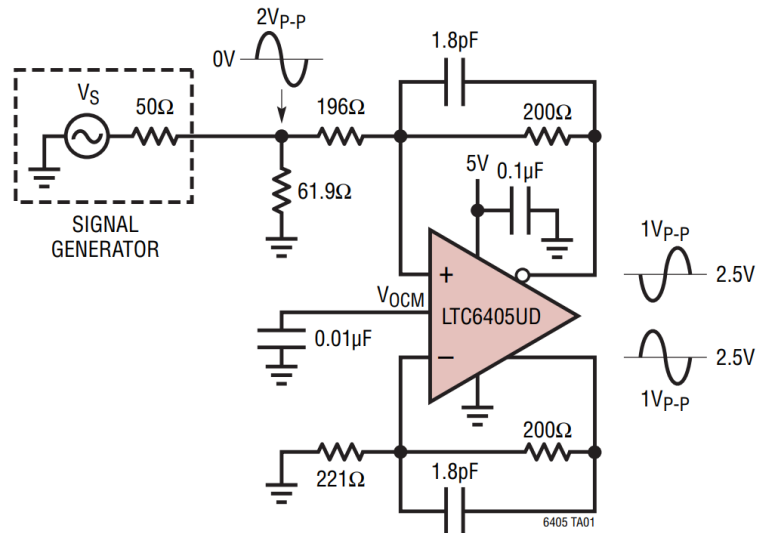 2VP-P
0V
1.8pF
VS
50Ω
196Ω
200Ω
61.9Ω
5V
0.1µF
SIGNAL
GENERATOR
1VP-P
2.5V
+
VOCM
LTC6405UD
0.01µF
–
2.5V
1VP-P
200Ω
221Ω
1.8pF
6405 TA01